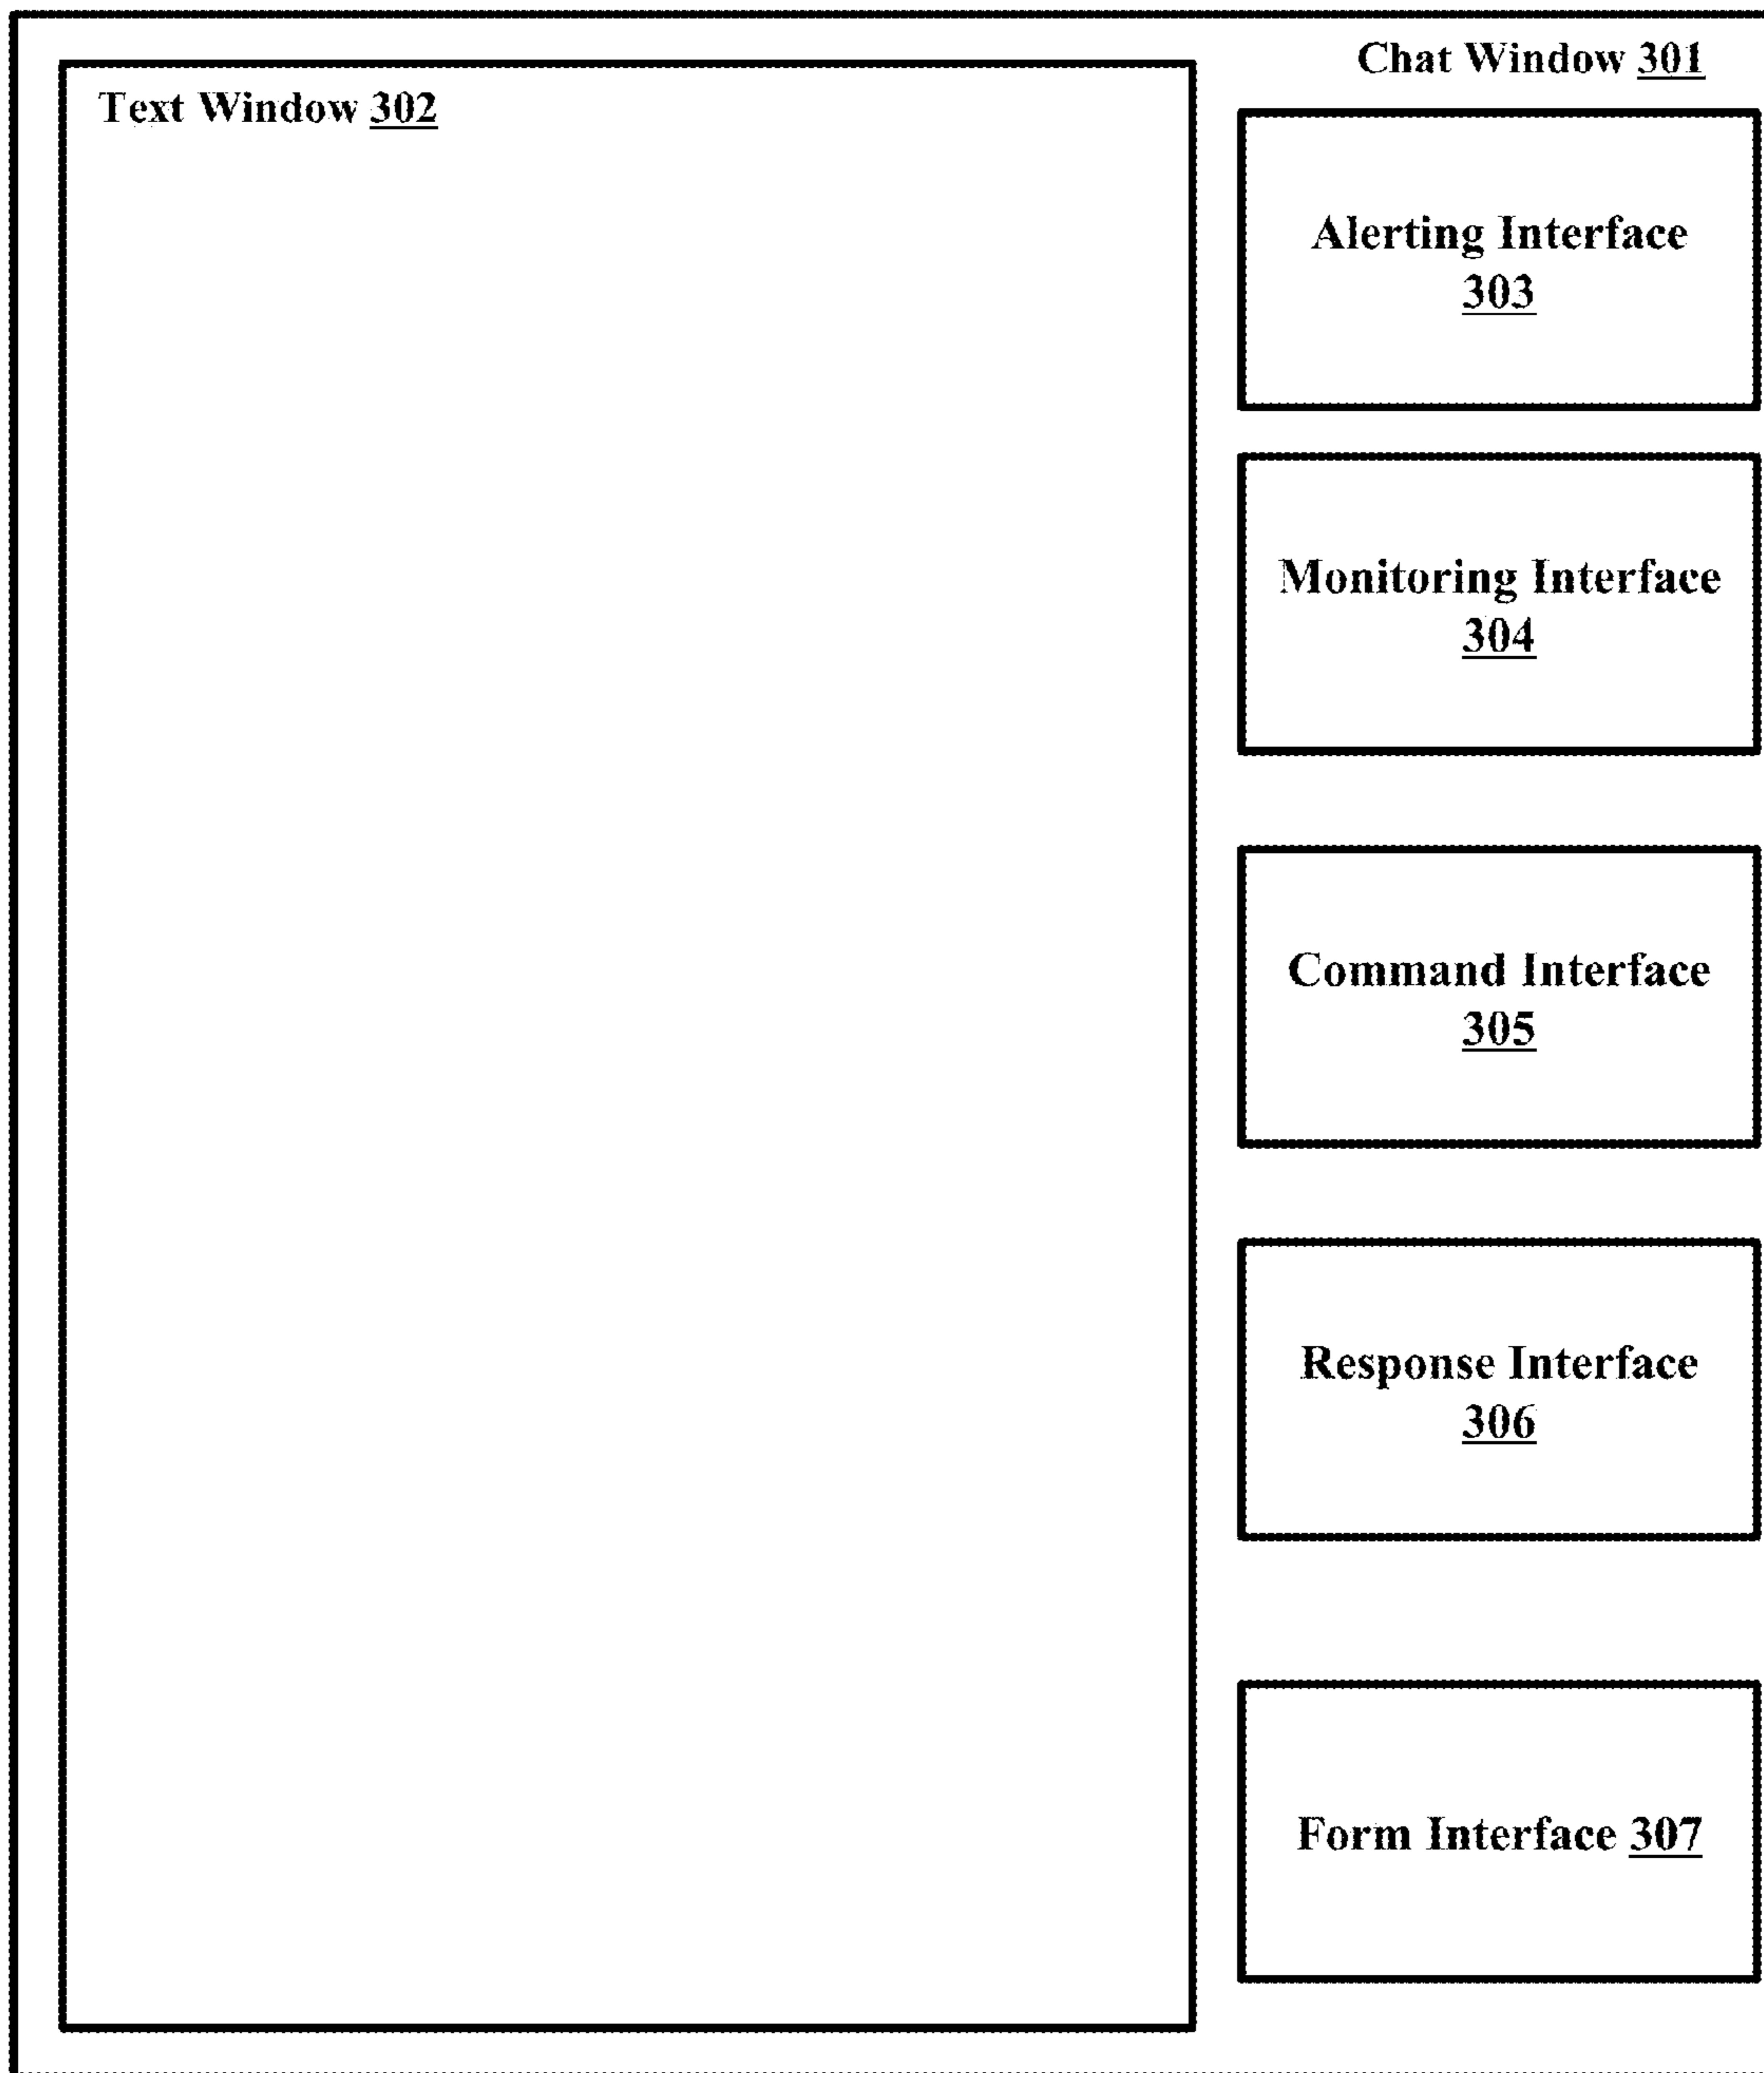 Chat Window 301
Text Window 302
Alerting Interface
303
Monitoring Interface
304
Command Interface
305
Response Interface
306
Form Interface 307